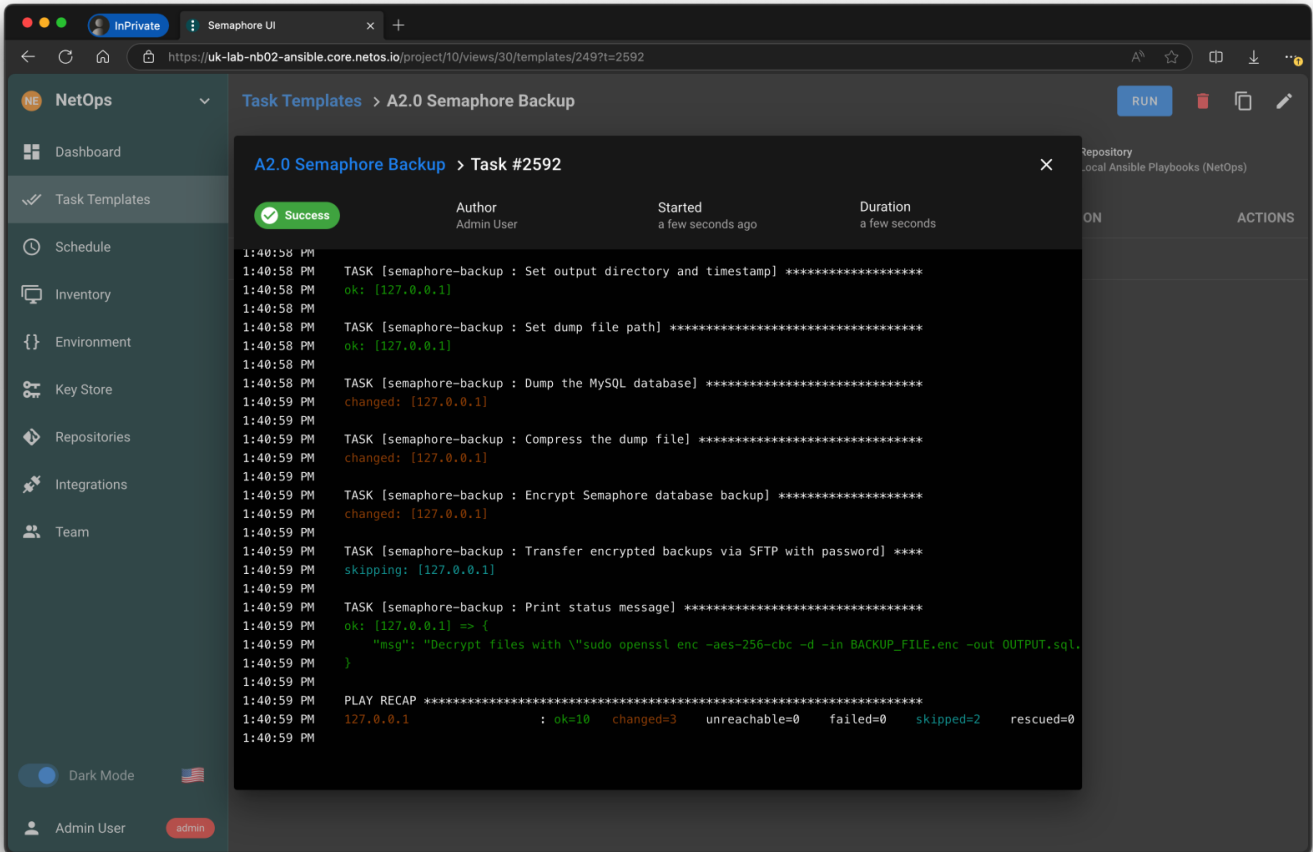 InPrivate
Semaphore UI
https://uk-lab-nb02-ansible.core.netos.io/project/10/views/30/templates/249?t=2592
NE NetOps
Task Templates > A2.0 Semaphore Backup
RUN
Dashboard
Task Templates
Schedule
Inventory
Environment
Key Store
Repositories
Integrations
Team
Dark Mode
Admin User admin
Repository
ocal Ansible Playbooks (NetOps)
ON ACTIONS
A2.0 Semaphore Backup > Task #2592
Success
Author
Admin User
Started
a few seconds ago
Duration
a few seconds
1:40:58 PM
1:40:58 PM TASK [semaphore-backup : Set output directory and timestamp] *******************
1:40:58 PM ok: [127.0.0.1]
1:40:58 PM
1:40:58 PM TASK [semaphore-backup : Set dump file path] ***********************************
1:40:58 PM ok: [127.0.0.1]
1:40:58 PM
1:40:58 PM TASK [semaphore-backup : Dump the MySQL database] ******************************
1:40:59 PM changed: [127.0.0.1]
1:40:59 PM
1:40:59 PM TASK [semaphore-backup : Compress the dump file] *******************************
1:40:59 PM changed: [127.0.0.1]
1:40:59 PM
1:40:59 PM TASK [semaphore-backup : Encrypt Semaphore database backup] ********************
1:40:59 PM changed: [127.0.0.1]
1:40:59 PM
1:40:59 PM TASK [semaphore-backup : Transfer encrypted backups via SFTP with password] ****
1:40:59 PM skipping: [127.0.0.1]
1:40:59 PM
1:40:59 PM TASK [semaphore-backup : Print status message] *********************************
1:40:59 PM ok: [127.0.0.1] => {
1:40:59 PM "msg": "Decrypt files with \"sudo openssl enc -aes-256-cbc -d -in BACKUP_FILE.enc -out OUTPUT.sql.
1:40:59 PM }
1:40:59 PM
1:40:59 PM PLAY RECAP *********************************************************************
1:40:59 PM 127.0.0.1 : ok=10 changed=3 unreachable=0 failed=0 skipped=2 rescued=0
1:40:59 PM